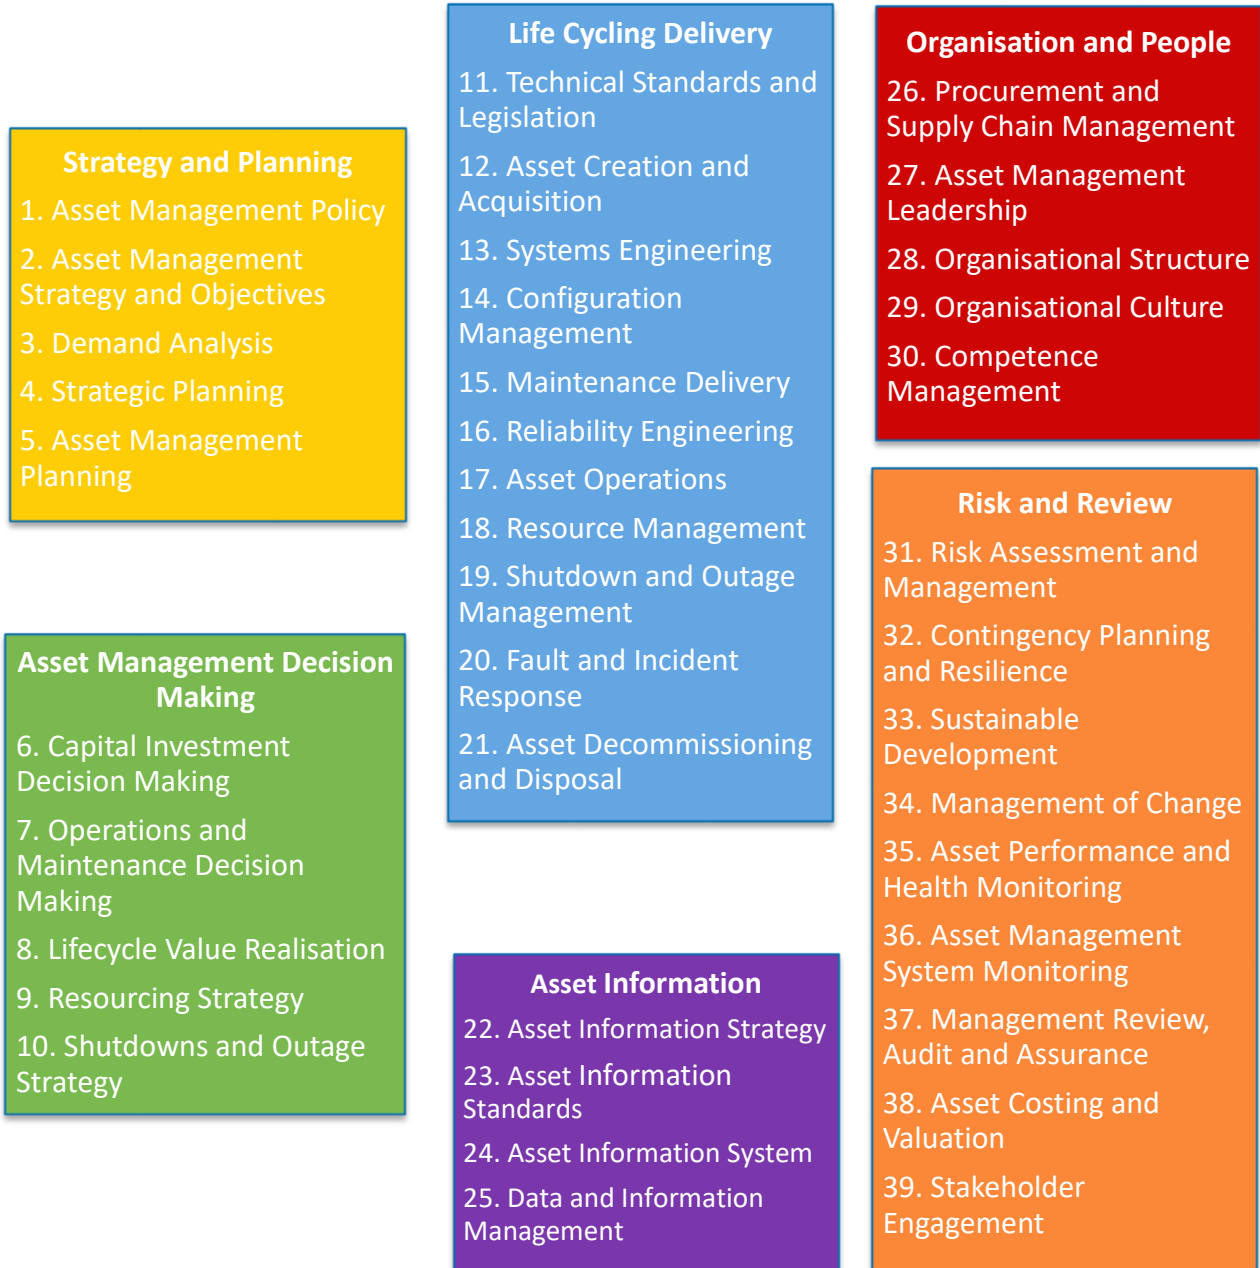 Strategy and Planning
1. Asset Management Policy
2. Asset Management
Strategy and Objectives
3. Demand Analysis
4. Strategic Planning
5. Asset Management
Planning
Asset Management Decision
Making
6. Capital Investment
Decision Making
7. Operations and
Maintenance Decision
Making
8. Lifecycle Value Realisation
9. Resourcing Strategy
10. Shutdowns and Outage
Strategy
Life Cycling Delivery
11. Technical Standards and
Legislation
12. Asset Creation and
Acquisition
13. Systems Engineering
14. Configuration
Management
15. Maintenance Delivery
16. Reliability Engineering
17. Asset Operations
18. Resource Management
19. Shutdown and Outage
Management
20. Fault and Incident
Response
21. Asset Decommissioning
and Disposal
Asset Information
22. Asset Information Strategy
23. Asset Information
Standards
24. Asset Information System
25. Data and Information
Management
Organisation and People
26. Procurement and
Supply Chain Management
27. Asset Management
Leadership
28. Organisational Structure
29. Organisational Culture
30. Competence
Management
Risk and Review
31. Risk Assessment and
Management
32. Contingency Planning
and Resilience
33. Sustainable
Development
34. Management of Change
35. Asset Performance and
Health Monitoring
36. Asset Management
System Monitoring
37. Management Review,
Audit and Assurance
38. Asset Costing and
Valuation
39. Stakeholder
Engagement